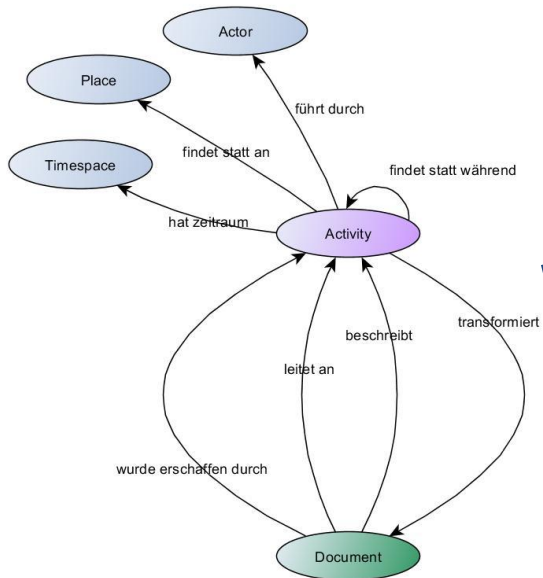 Actor
Place
führt durch
findet statt an
Timespace
findet statt während
hat zeitraum
Activity
transformiert
beschreibt
leitet an
wurde erschaffen durch
Document